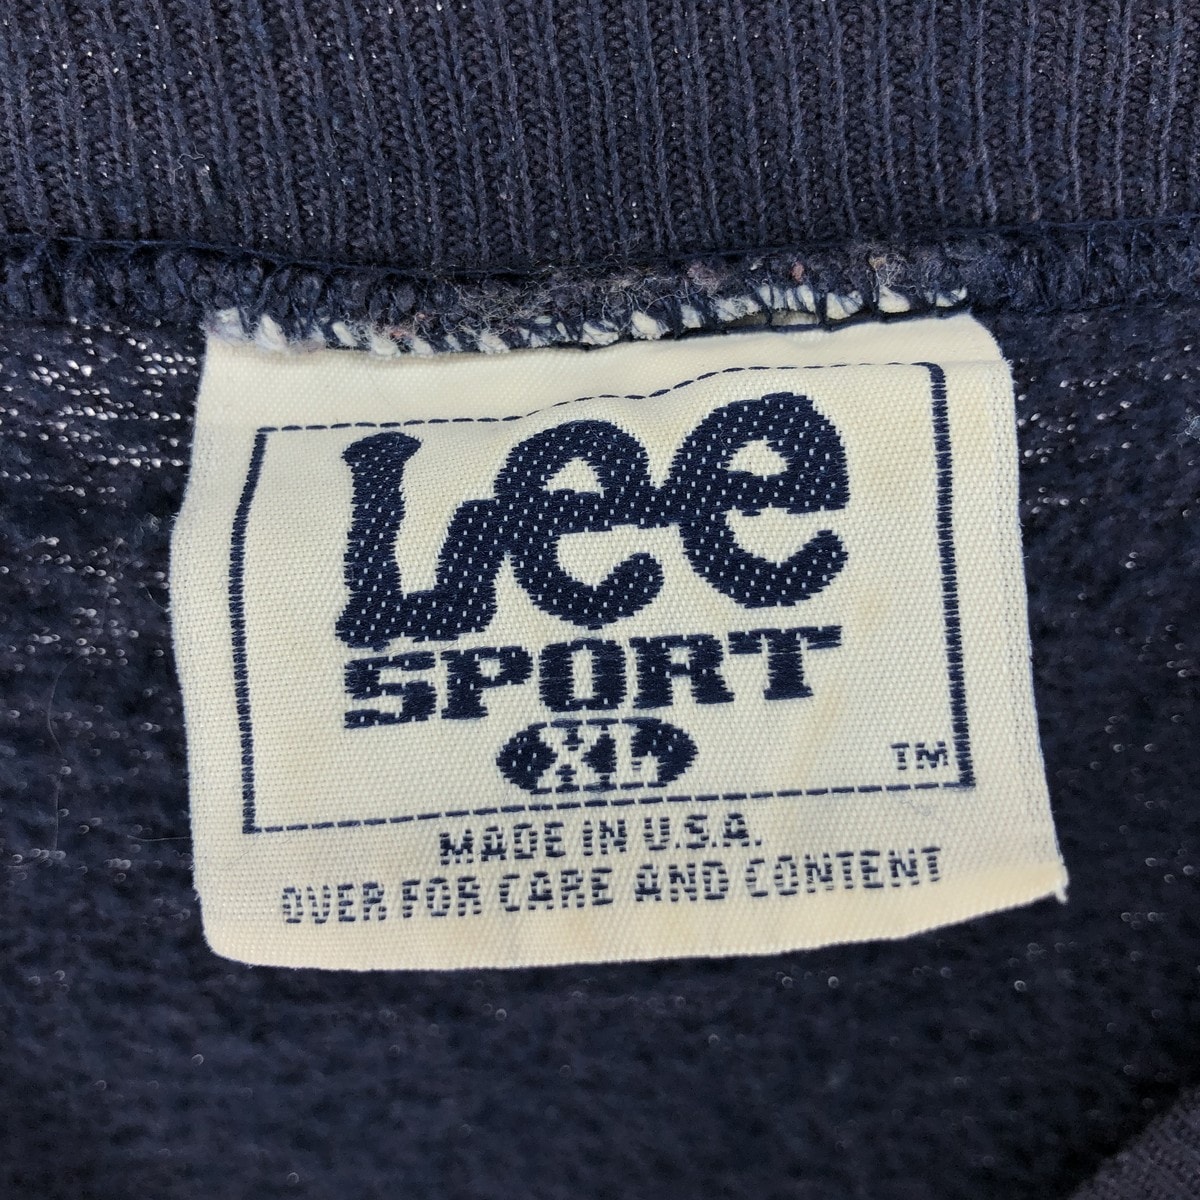 Lee
SPORT
XL
TM
MADE IN U.S.A.
OVER FOR CARE AND CONTENT